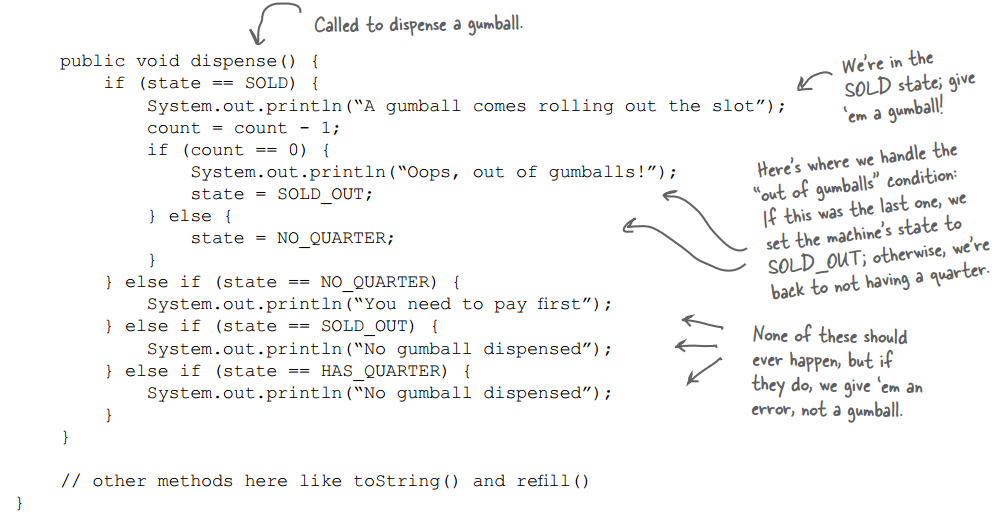 Called to dispense a gumball.
public void dispense() {
if (state == SOLD) {
System.out.println(“A gumball comes rolling out the slot”);
count = count - 1;
if (count == 0) {
System.out.println(“Oops, out of gumballs!”);
state = SOLD_OUT;
} else {
state = NO_QUARTER;
}
} else if (state == NO_QUARTER) {
System.out.println(“You need to pay first”);
} else if (state == SOLD_OUT) {
System.out.println(“No gumball dispensed”);
} else if (state == HAS_QUARTER) {
System.out.println(“No gumball dispensed”);
}
}
// other methods here like toString() and refill()
}
We’re in the
SOLD state; give
‘em a gumball!
Here’s where we handle the
“out of gumballs” condition:
If this was the last one, we
set the machine’s state to
SOLD_OUT; otherwise, we’re
back to not having a quarter.
None of these should
ever happen, but if
they do, we give ‘em an
error, not a gumball.